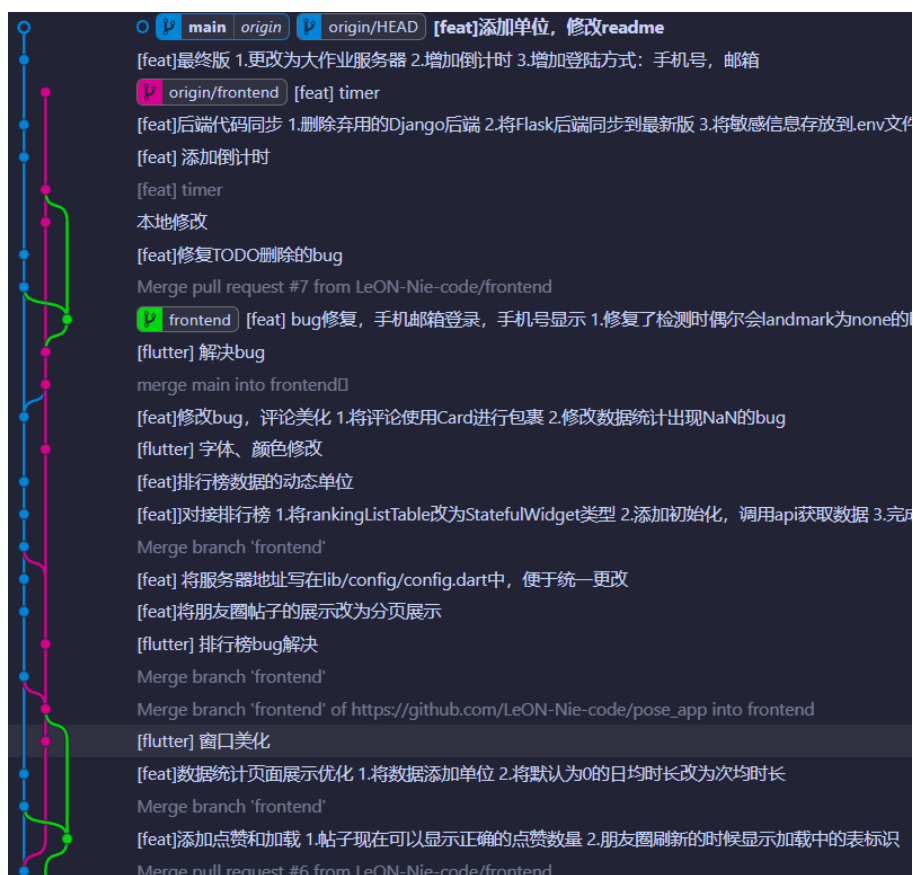 main origin origin/HEAD [feat]添加单位，修改readme
[feat]最终版 1.更改为大作业服务器 2.增加倒计时 3.增加登陆方式：手机号，邮箱
origin/frontend [feat] timer
[feat]后端代码同步 1.删除弃用的Django后端 2.将Flask后端同步到最新版 3.将敏感信息存放到.env文件
[feat] 添加倒计时
[feat] timer
本地修改
[feat]修复TODO删除的bug
Merge pull request #7 from LeON-Nie-code/frontend
frontend [feat] bug修复，手机邮箱登录，手机号显示 1.修复了检测时偶尔会landmark为none的
[flutter] 解决bug
merge main into frontend
[feat]修改bug，评论美化 1.将评论使用Card进行包裹 2.修改数据统计出现NaN的bug
[flutter] 字体、颜色修改
[feat]排行榜数据的动态单位
[feat]]对接排行榜 1.将rankingListTable改为StatefulWidget类型 2.添加初始化，调用api获取数据 3.完成
Merge branch 'frontend'
[feat] 将服务器地址写在lib/config/config.dart中，便于统一更改
[feat]将朋友圈帖子的展示改为分页展示
[flutter] 排行榜bug解决
Merge branch 'frontend'
Merge branch 'frontend' of https://github.com/LeON-Nie-code/pose_app into frontend
[flutter] 窗口美化
[feat]数据统计页面展示优化 1.将数据添加单位 2.将默认为0的日均时长改为次均时长
Merge branch 'frontend'
[feat]添加点赞和加载 1.帖子现在可以显示正确的点赞数量 2.朋友圈刷新的时候显示加载中的表标识
Merge pull request #6 from LeON-Nie-code/frontend